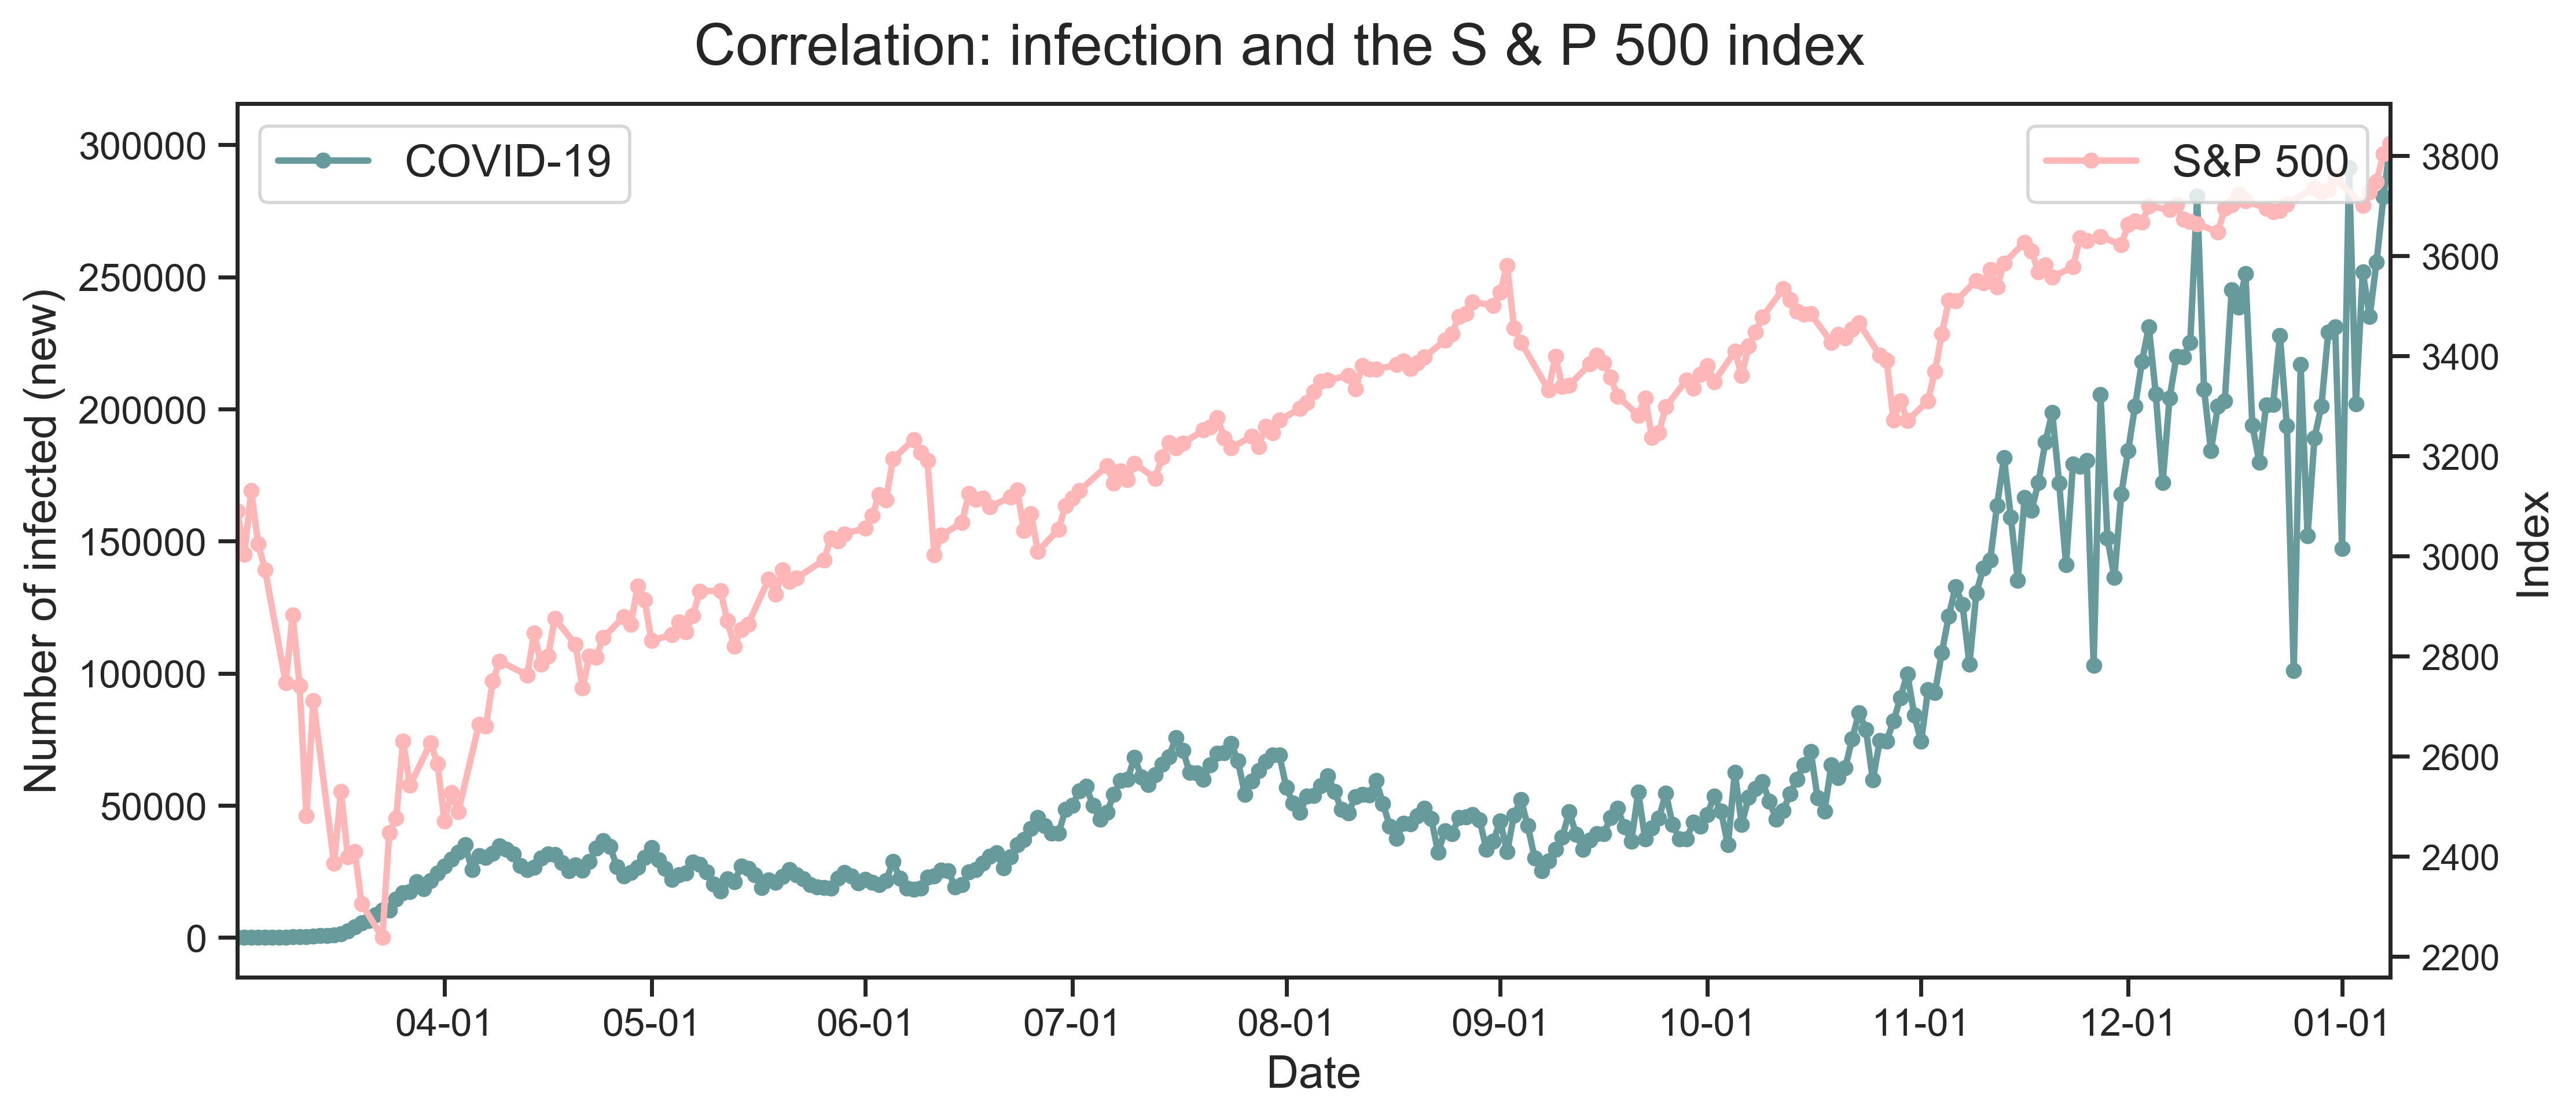 Correlation: infection and the S & P 500 index
COVID-19
S&P 500
Number of infected (new)
300000
250000
200000
150000
100000
50000
0
3800
3600
3400
3200
3000
2800
2600
2400
2200
Index
04-01 05-01 06-01 07-01 08-01 09-01 10-01 11-01 12-01 01-01
Date